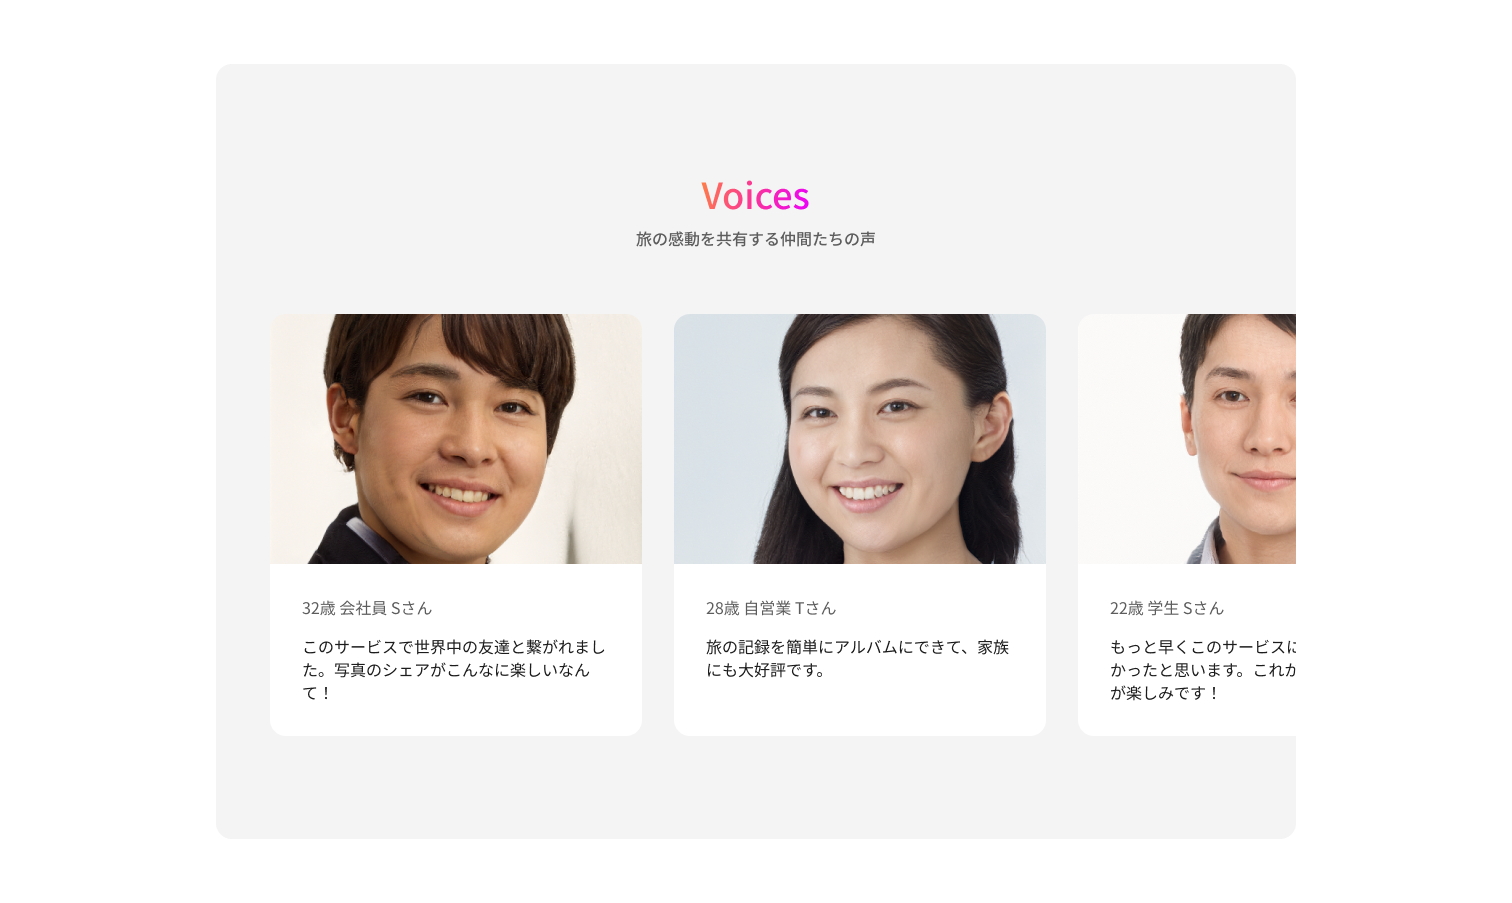 Voices
旅の感動を共有する仲間たちの声
32歳 会社員 Sさん
このサービスで世界中の友達と繋がれまし
た。写真のシェアがこんなに楽しいなん
て！
28歳 自営業 Tさん
旅の記録を簡単にアルバムにできて、家族
にも大好評です。
22歳 学生 Sさん
もっと早くこのサービスに
かったと思います。これか
が楽しみです！